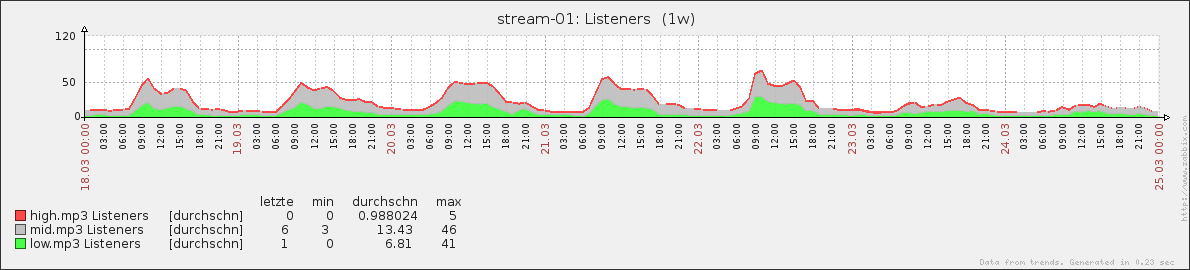 stream-01: Listeners (1w)
120
50
0
18.03 00:00 03:00 06:00 09:00 12:00 15:00 18:00 21:00 19.03 03:00 06:00 09:00 12:00 15:00 18:00 21:00 20.03 03:00 06:00 09:00 12:00 15:00 18:00 21:00 21.03 03:00 06:00 09:00 12:00 15:00 18:00 21:00 22.03 03:00 06:00 09:00 12:00 15:00 18:00 21:00 23.03 03:00 06:00 09:00 12:00 15:00 18:00 21:00 24.03 03:00 06:00 09:00 12:00 15:00 18:00 21:00 25.03 00:00
letzte min durchschn max
high.mp3 Listeners [durchschn] 0 0 0.988024 5
mid.mp3 Listeners [durchschn] 6 3 13.43 46
low.mp3 Listeners [durchschn] 1 0 6.81 41
http://www.zabbix.com
Data from trends. Generated in 0.23 sec